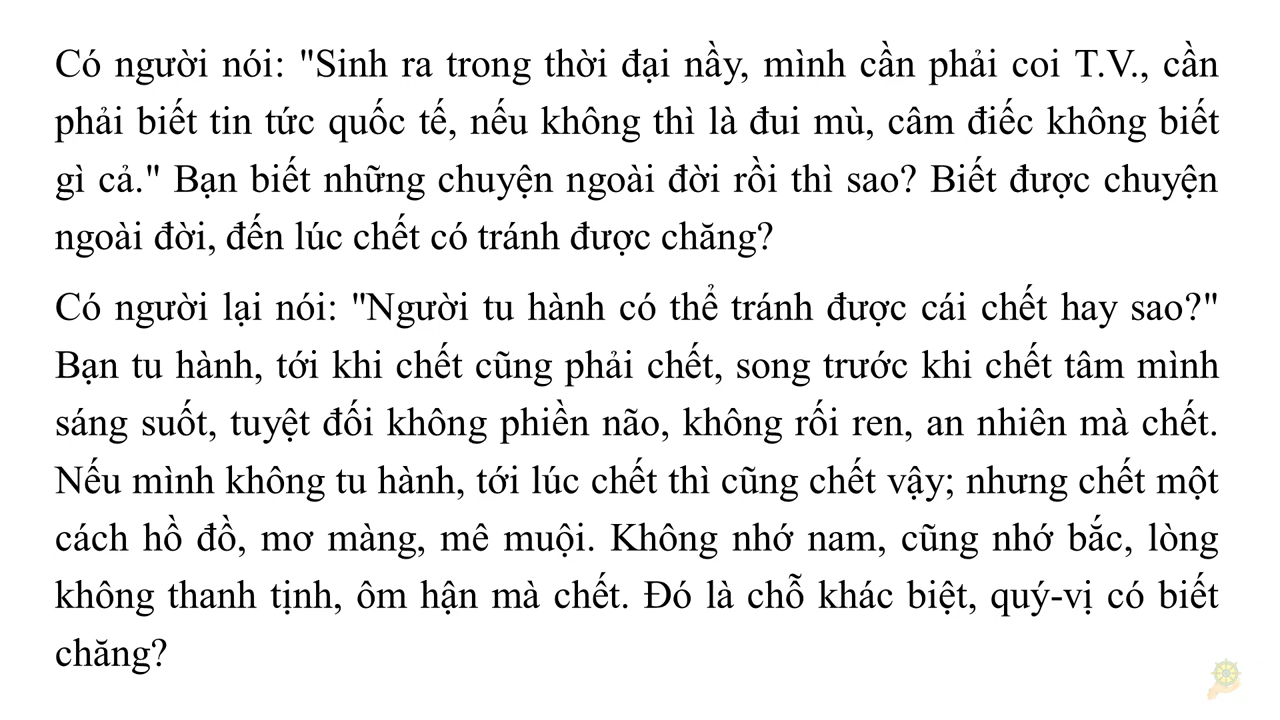 Có người nói: "Sinh ra trong thời đại nầy, mình cần phải coi T.V., cần
phải biết tin tức quốc tế, nếu không thì là đui mù, câm điếc không biết
gì cả." Bạn biết những chuyện ngoài đời rồi thì sao? Biết được chuyện
ngoài đời, đến lúc chết có tránh được chăng?
Có người lại nói: "Người tu hành có thể tránh được cái chết hay sao?"
Bạn tu hành, tới khi chết cũng phải chết, song trước khi chết tâm mình
sáng suốt, tuyệt đối không phiền não, không rối ren, an nhiên mà chết.
Nếu mình không tu hành, tới lúc chết thì cũng chết vậy; nhưng chết một
cách hồ đồ, mơ màng, mê muội. Không nhớ nam, cũng nhớ bắc, lòng
không thanh tịnh, ôm hận mà chết. Đó là chỗ khác biệt, quý-vị có biết
chăng?